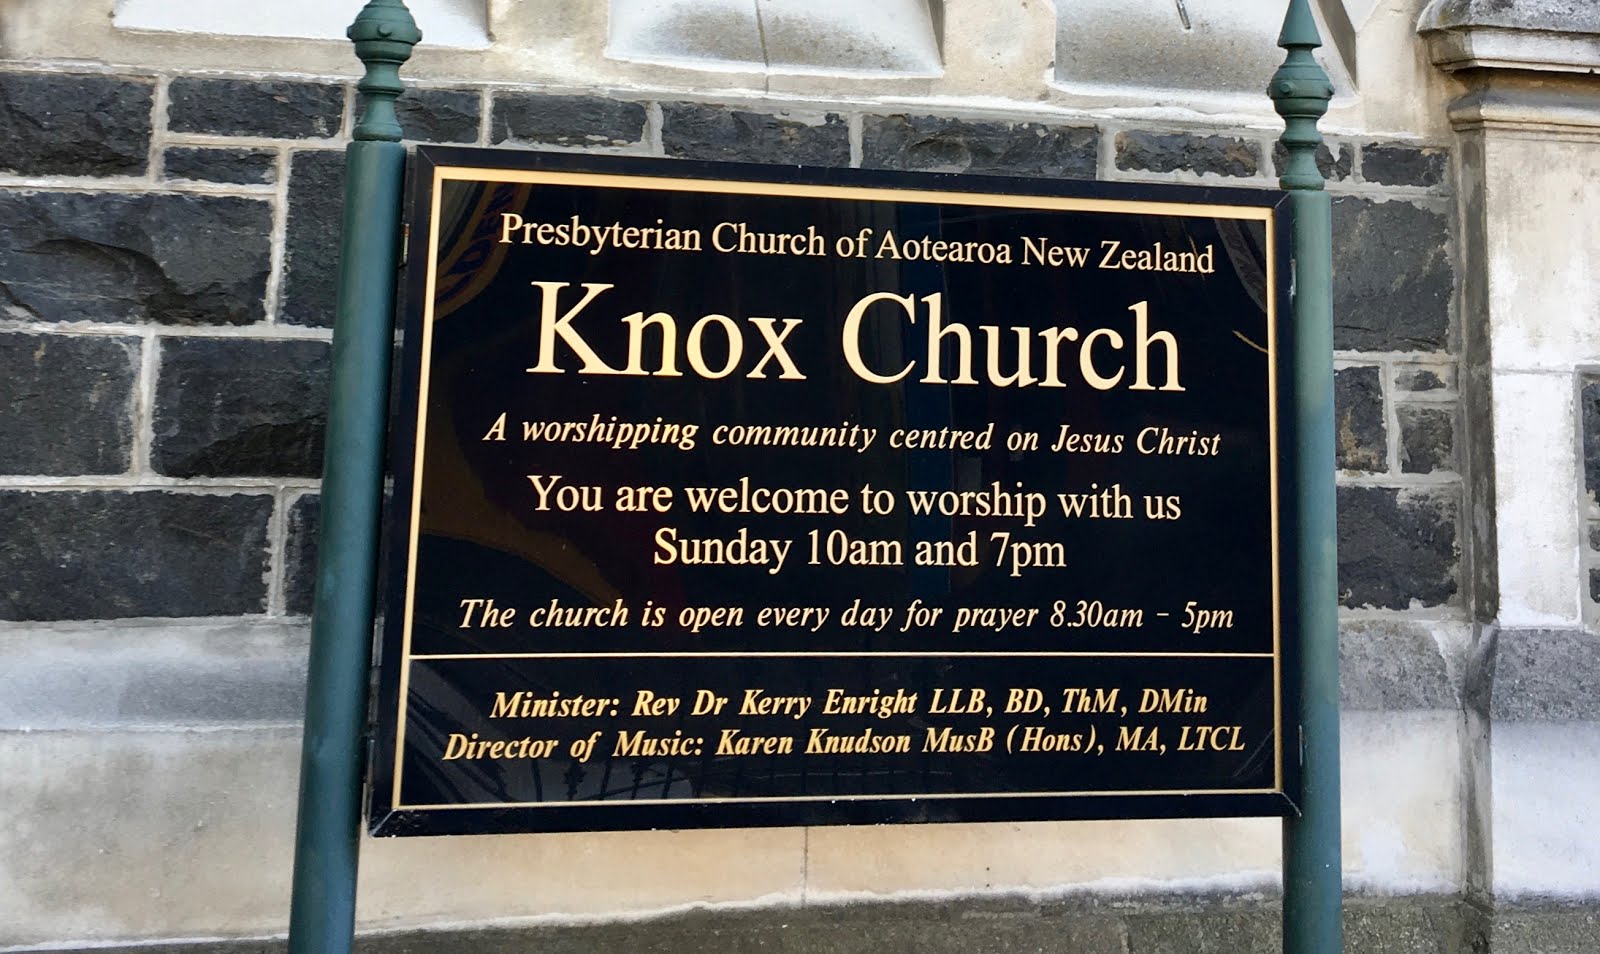 Presbyterian Church of Aotearoa New Zealand
Knox Church
A worshipping community centred on Jesus Christ
You are welcome to worship with us
Sunday 10am and 7pm
The church is open every day for prayer 8.30am - 5pm
Minister: Rev Dr Kerry Enright LLB, BD, ThM, DMin
Director of Music: Karen Knudson MusB (Hons), MA, LTCL